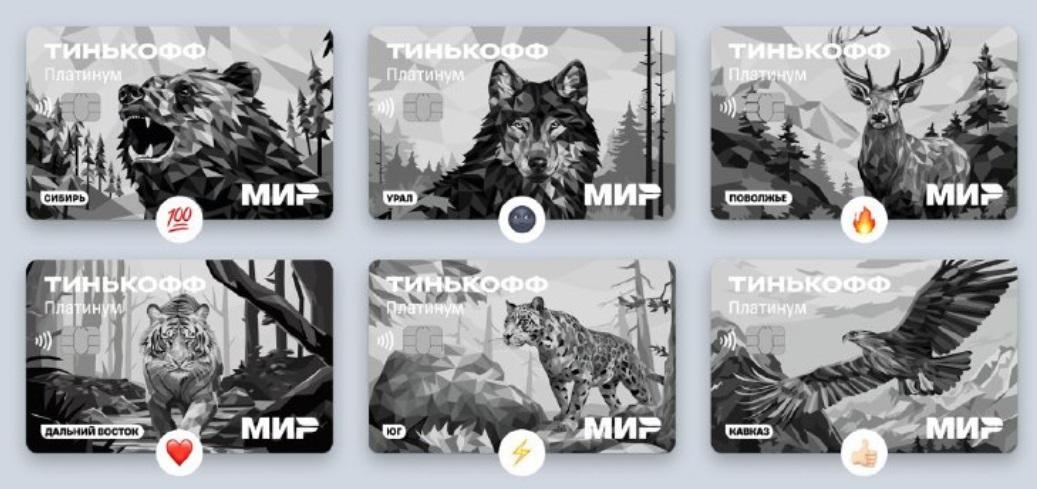 ТИНЬКОФФ
Платинум
СИБИРЬ
МИР
💯
ТИНЬКОФФ
Платинум
УРАЛ
МИР
ТИНЬКОФФ
Платинум
ПОВОЛЖЬЕ
МИР
ТИНЬКОФФ
Платинум
ДАЛЬНИЙ ВОСТОК
МИР
ТИНЬКОФФ
Платинум
ЮГ
МИР
ТИНЬКОФФ
Платинум
КАВКАЗ
МИР